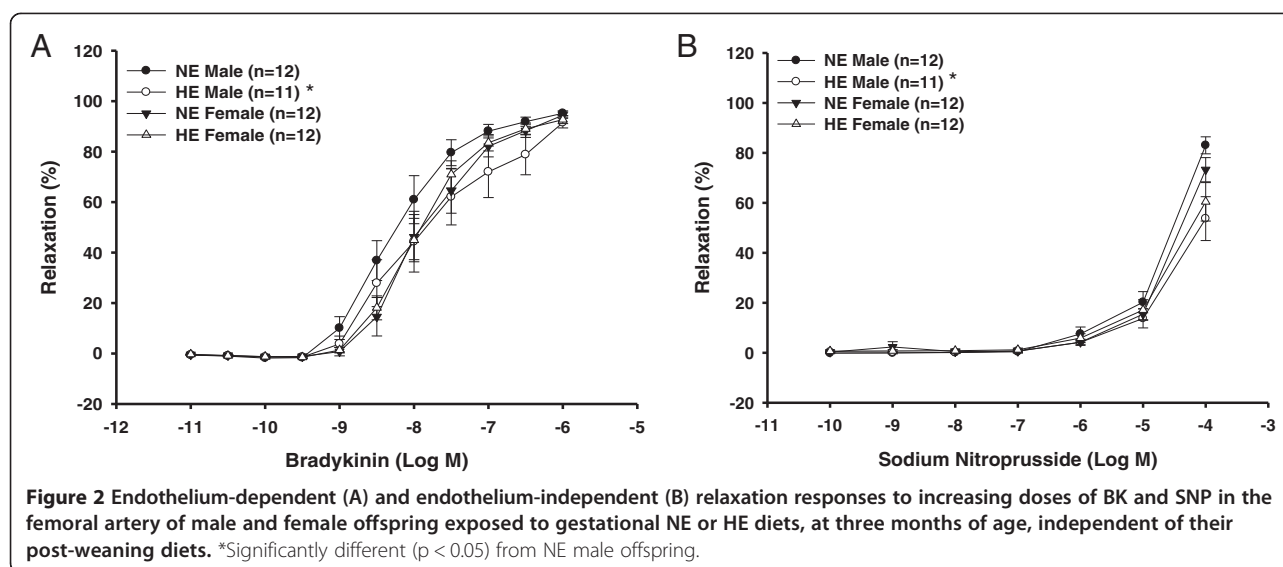 A
120
100
80
60
40
20
0
-20
Relaxation (%)
NE Male (n=12)
HE Male (n=11) *
NE Female (n=12)
HE Female (n=12)
-12 -11 -10 -9 -8 -7 -6 -5
Bradykinin (Log M)
B
120
100
80
60
40
20
0
-20
Relaxation (%)
NE Male (n=12)
HE Male (n=11) *
NE Female (n=12)
HE Female (n=12)
-11 -10 -9 -8 -7 -6 -5 -4 -3
Sodium Nitroprusside (Log M)
Figure 2 Endothelium-dependent (A) and endothelium-independent (B) relaxation responses to increasing doses of BK and SNP in the
femoral artery of male and female offspring exposed to gestational NE or HE diets, at three months of age, independent of their
post-weaning diets. *Significantly different (p < 0.05) from NE male offspring.